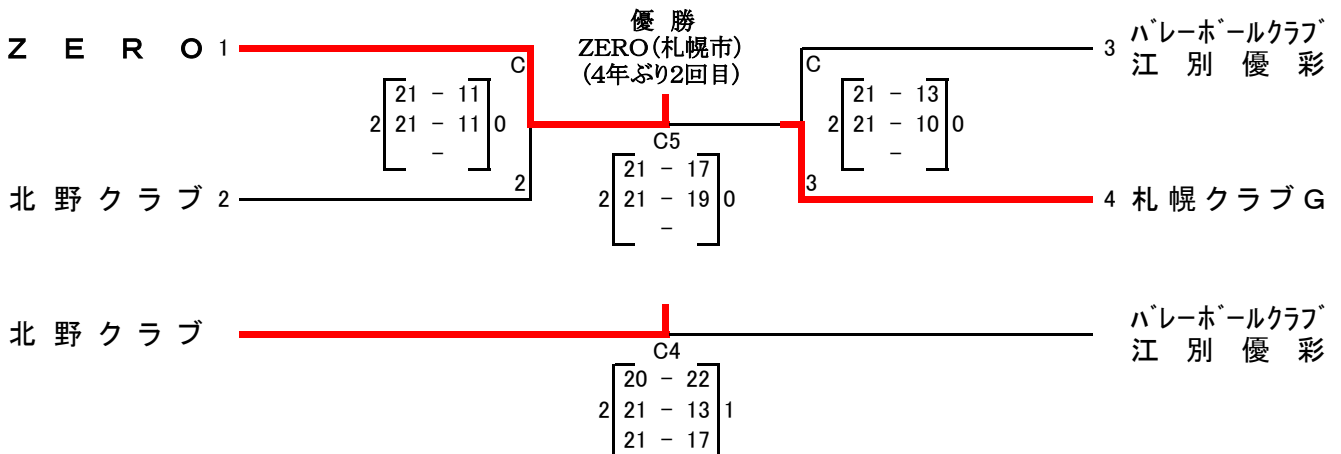 優 勝
ZERO(札幌市)
(4年ぶり2回目)
Z E R O 1
3 バレーボールクラブ
江 別 優 彩
C
C
21 - 11
2 21 - 11 0
-
21 - 13
2 21 - 10 0
-
C5
21 - 17
2 21 - 19 0
-
北 野 ク ラ ブ 2
2
3
4 札 幌 ク ラ ブ G
北 野 ク ラ ブ
バレーボールクラブ
江 別 優 彩
C4
20 - 22
2 21 - 13 1
21 - 17